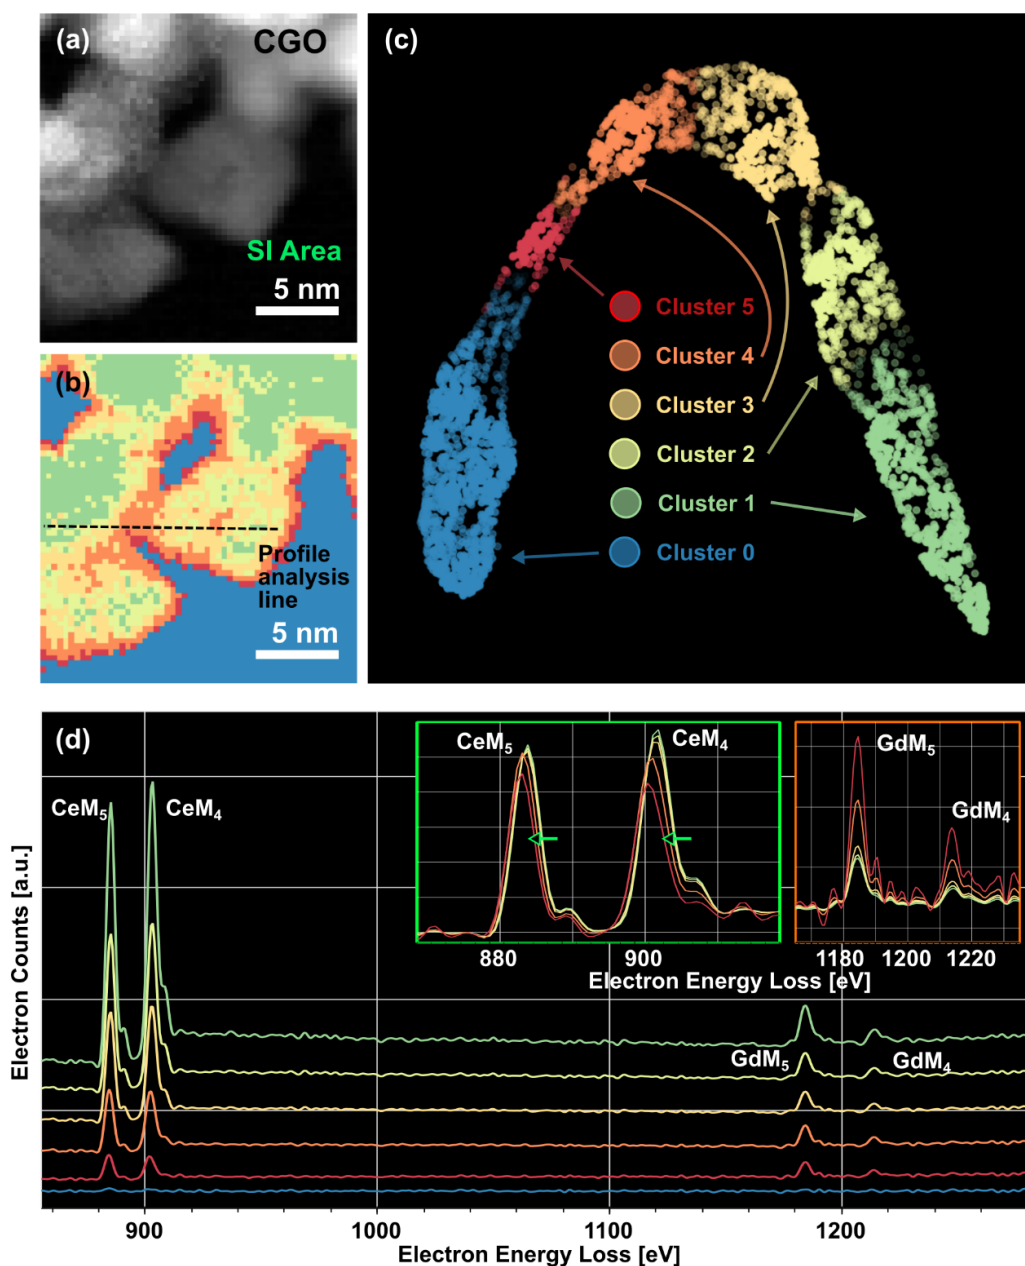 (a)
CGO
SI Area
5 nm
(b)
Profile
analysis
line
5 nm
(c)
Cluster 5
Cluster 4
Cluster 3
Cluster 2
Cluster 1
Cluster 0
(d)
CeM5
CeM4
CeM5
CeM4
880
900
Electron Energy Loss [eV]
GdM5
GdM4
1180
1200
1220
GdM5
GdM4
Electron Counts [a.u.]
900
1000
1100
1200
Electron Energy Loss [eV]